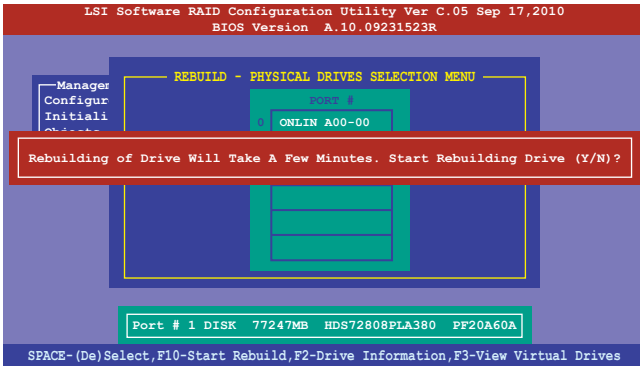 LSI Software RAID Configuration Utility Ver C.05 Sep 17,2010
BIOS Version A.10.09231523R
REBUILD - PHYSICAL DRIVES SELECTION MENU
Managem
Configur
Initiali
PORT #
0 ONLIN A00-00
Rebuilding of Drive Will Take A Few Minutes. Start Rebuilding Drive (Y/N)?
Port # 1 DISK 77247MB HDS72808PLA380 PF20A60A
SPACE-(De)Select,F10-Start Rebuild,F2-Drive Information,F3-View Virtual Drives